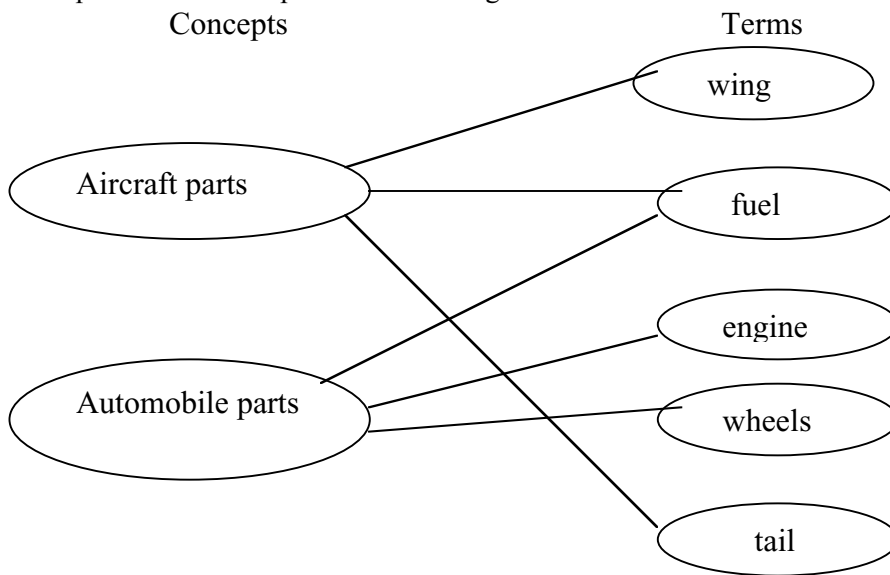 Concepts Terms
wing
Aircraft parts
fuel
engine
Automobile parts
wheels
tail